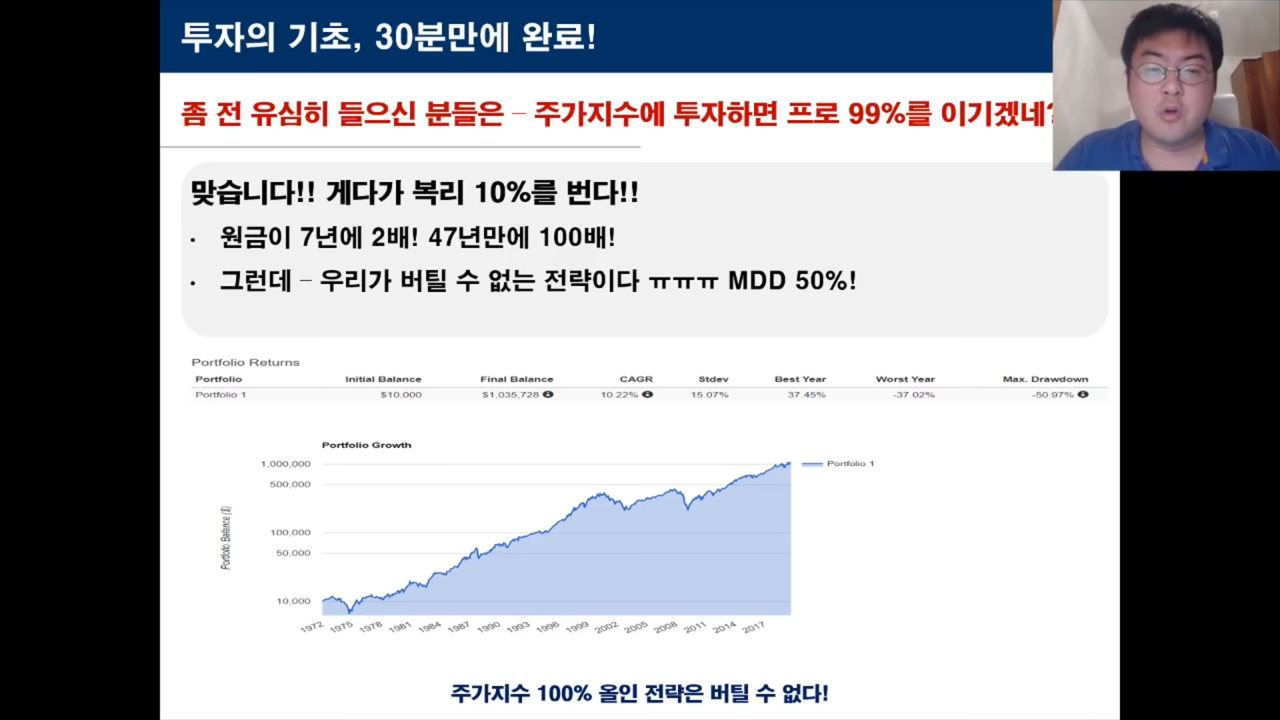 투자의 기초, 30분만에 완료!
좀 전 유심히 들으신 분들은 – 주가지수에 투자하면 프로 99%를 이기겠네?
맞습니다!! 게다가 복리 10%를 번다!!
· 원금이 7년에 2배! 47년만에 100배!
· 그런데 – 우리가 버틸 수 없는 전략이다 ㅠㅠㅠ MDD 50%!
Portfolio Returns
Portfolio Initial Balance Final Balance CAGR Stdev Best Year Worst Year Max. Drawdown
Portfolio 1 $10,000 $1,035,728 10.22% 15.07% 37.45% -37.02% -50.97%
Portfolio Growth
Portfolio 1
Portfolio Balance ($)
1,000,000
500,000
100,000
50,000
10,000
1972 1975 1978 1981 1984 1987 1990 1993 1996 1999 2002 2005 2008 2011 2014 2017
주가지수 100% 올인 전략은 버틸 수 없다!